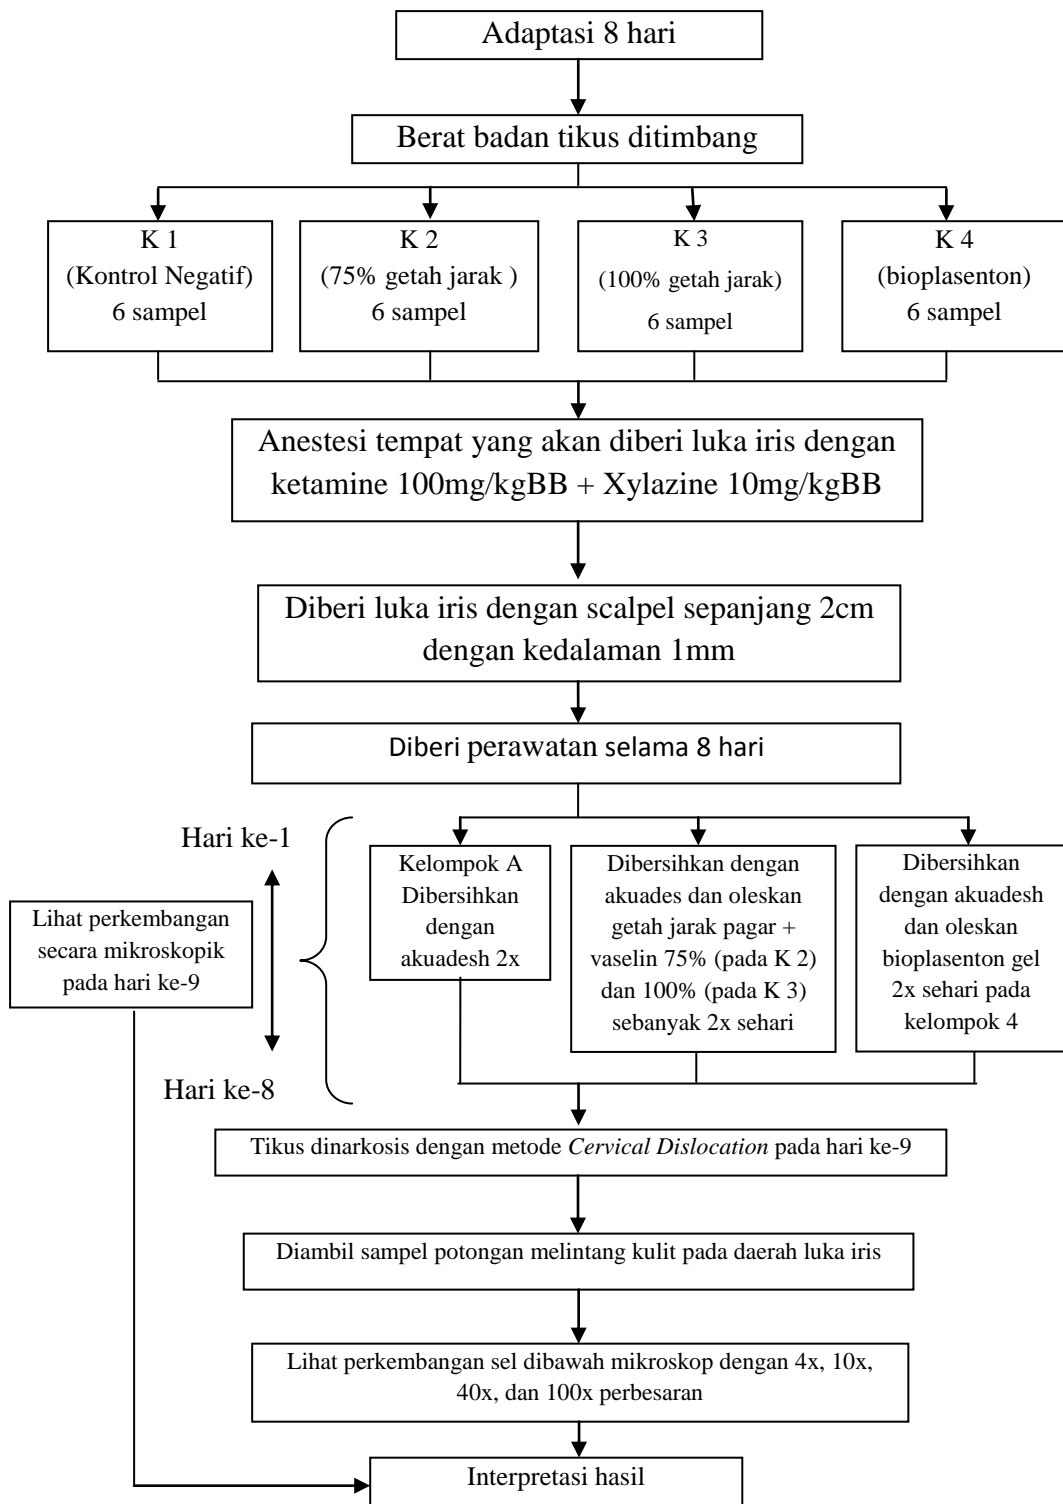 Adaptasi 8 hari
Berat badan tikus ditimbang
K 1
(Kontrol Negatif)
6 sampel
K 2
(75% getah jarak )
6 sampel
K 3
(100% getah jarak)
6 sampel
K 4
(bioplasenton)
6 sampel
Anestesi tempat yang akan diberi luka iris dengan
ketamine 100mg/kgBB + Xylazine 10mg/kgBB
Diberi luka iris dengan scalpel sepanjang 2cm
dengan kedalaman 1mm
Diberi perawatan selama 8 hari
Hari ke-1
Lihat perkembangan
secara mikroskopik
pada hari ke-9
Hari ke-8
Kelompok A
Dibersihkan
dengan
akuadesh 2x
Dibersihkan dengan
akuades dan oleskan
getah jarak pagar +
vaselin 75% (pada K 2)
dan 100% (pada K 3)
sebanyak 2x sehari
Dibersihkan
dengan akuadesh
dan oleskan
bioplasenton gel
2x sehari pada
kelompok 4
Tikus dinarkosis dengan metode Cervical Dislocation pada hari ke-9
Diambil sampel potongan melintang kulit pada daerah luka iris
Lihat perkembangan sel dibawah mikroskop dengan 4x, 10x,
40x, dan 100x perbesaran
Interpretasi hasil